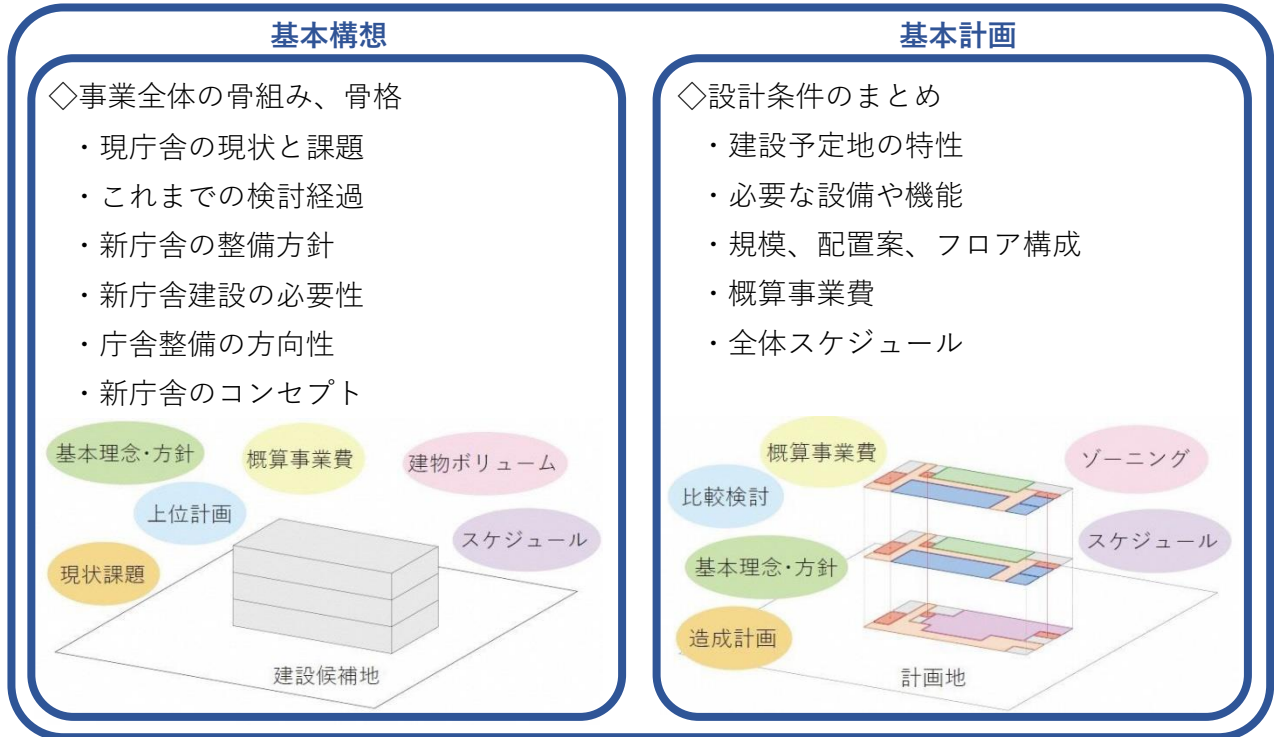 基本構想
◇事業全体の骨組み、骨格
・現庁舎の現状と課題
・これまでの検討経過
・新庁舎の整備方針
・新庁舎建設の必要性
・庁舎整備の方向性
・新庁舎のコンセプト
基本理念・方針
概算事業費
建物ボリューム
上位計画
スケジュール
現状課題
建設候補地
基本計画
◇設計条件のまとめ
・建設予定地の特性
・必要な設備や機能
・規模、配置案、フロア構成
・概算事業費
・全体スケジュール
概算事業費
ゾーニング
比較検討
スケジュール
基本理念・方針
造成計画
計画地